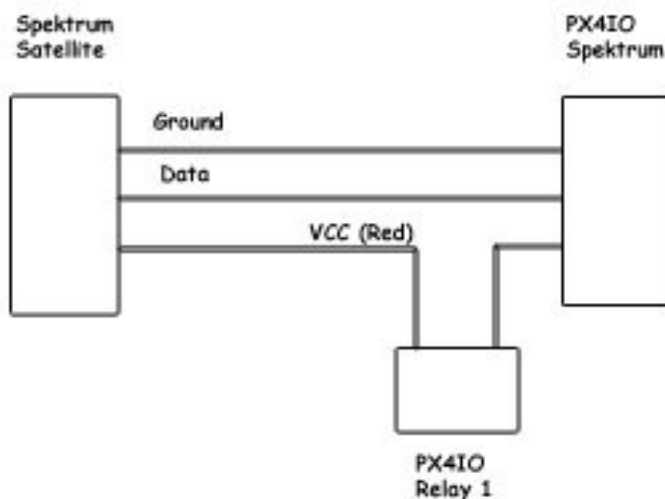 Spektrum
Satellite
PX4IO
Spektrum
Ground
Data
VCC (Red)
PX4IO
Relay 1